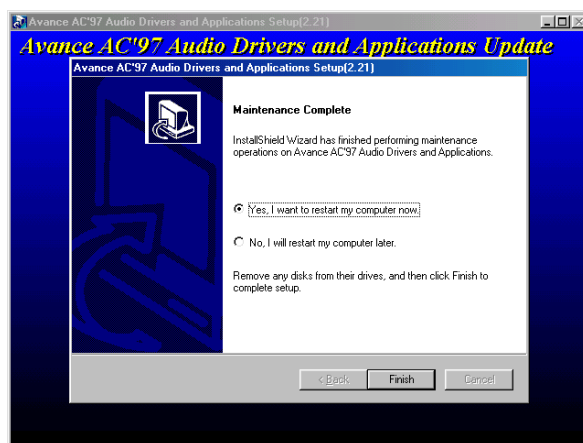 Avance AC'97 Audio Drivers and Applications Setup(2.21)
Avance AC'97 Audio Drivers and Applications Update
Avance AC'97 Audio Drivers and Applications Setup(2.21)
Maintenance Complete
InstallShield Wizard has finished performing maintenance
operations on Avance AC'97 Audio Drivers and Applications.
Yes, I want to restart my computer now.
No, I will restart my computer later.
Remove any disks from their drives, and then click Finish to
complete setup.
< Back Finish Cancel